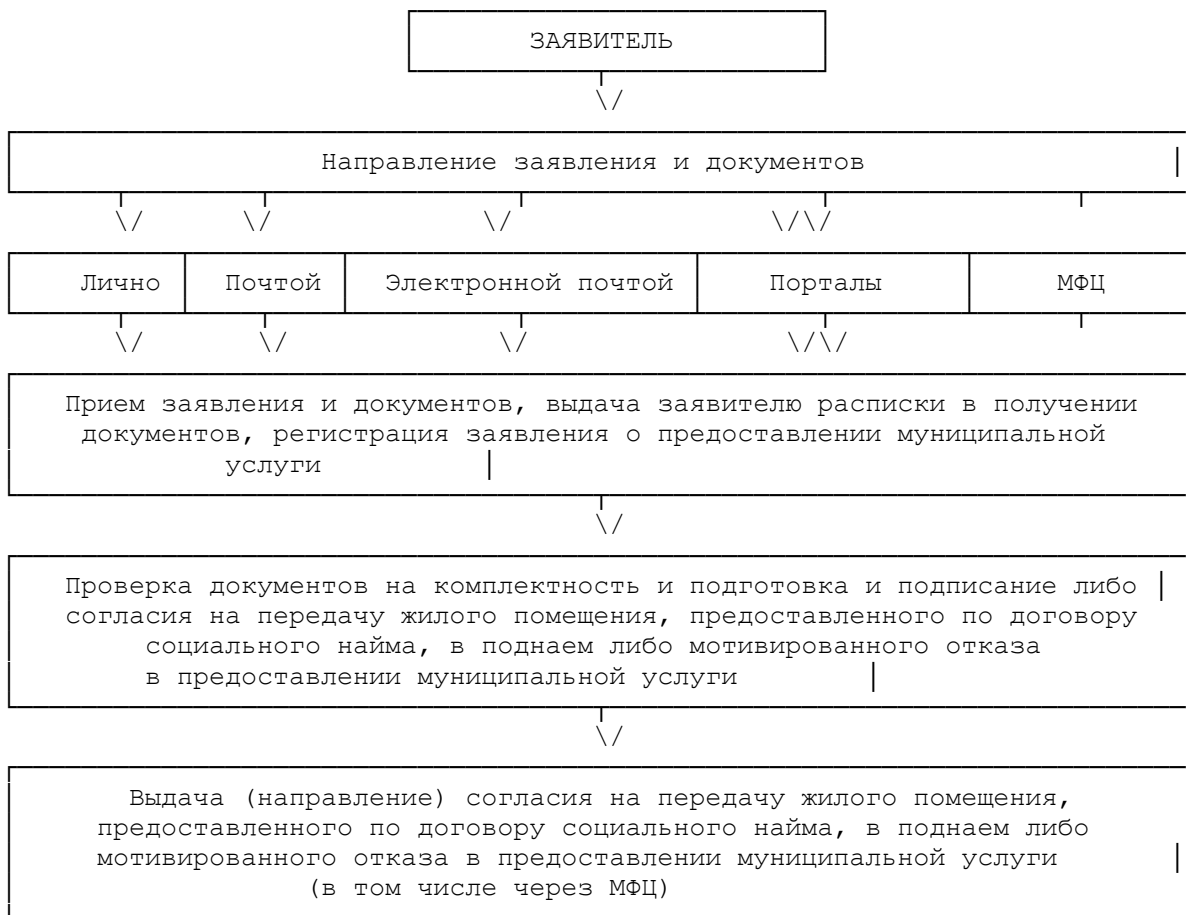 ЗАЯВИТЕЛЬ
Направление заявления и документов
Лично Почтой Электронной почтой Порталы МФЦ
Прием заявления и документов, выдача заявителю расписки в получении
документов, регистрация заявления о предоставлении муниципальной
услуги
Проверка документов на комплектность и подготовка и подписание либо
согласия на передачу жилого помещения, предоставленного по договору
социального найма, в поднаем либо мотивированного отказа
в предоставлении муниципальной услуги
Выдача (направление) согласия на передачу жилого помещения,
предоставленного по договору социального найма, в поднаем либо
мотивированного отказа в предоставлении муниципальной услуги
(в том числе через МФЦ)